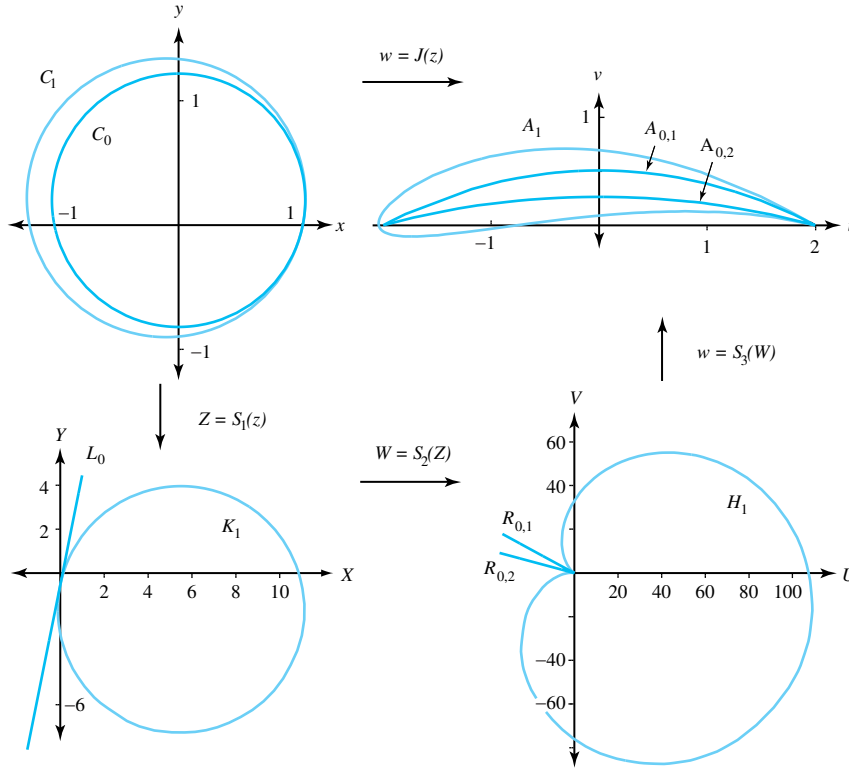 y
w = J(z)
v
C1
1
1
A1
A0,1
A0,2
C0
−1
1
x
−1
1
2
−1
w = S3(W)
Z = S1(z)
V
Y
L0
W = S2(Z)
60
4
40
2
K1
R0,1
H1
R0,2
2
4
6
8
10
X
20
40
60
80
100
−40
−6
−60